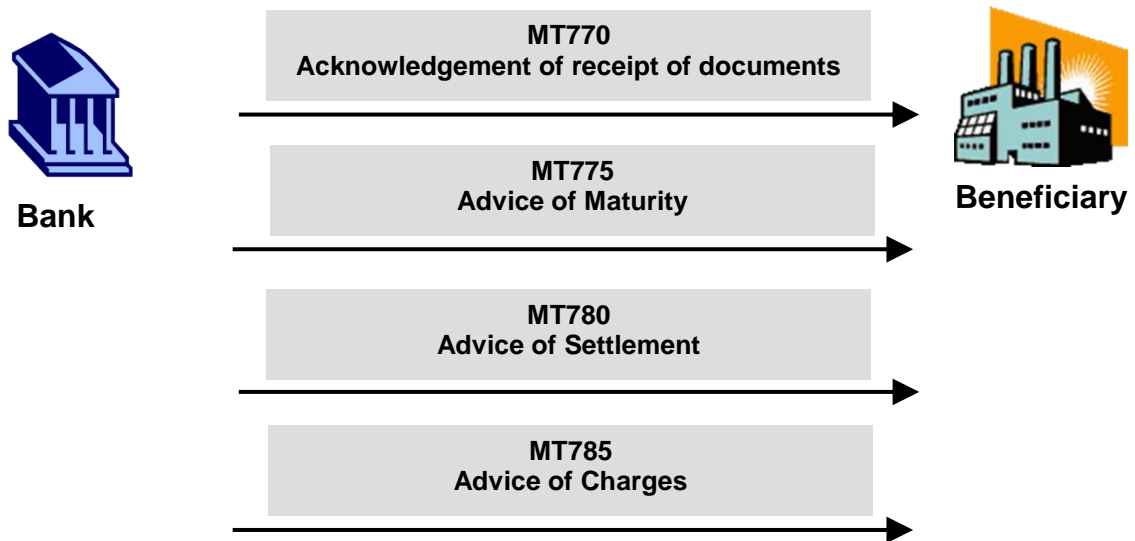 MT770
Acknowledgement of receipt of documents
MT775
Advice of Maturity
Bank
Beneficiary
MT780
Advice of Settlement
MT785
Advice of Charges